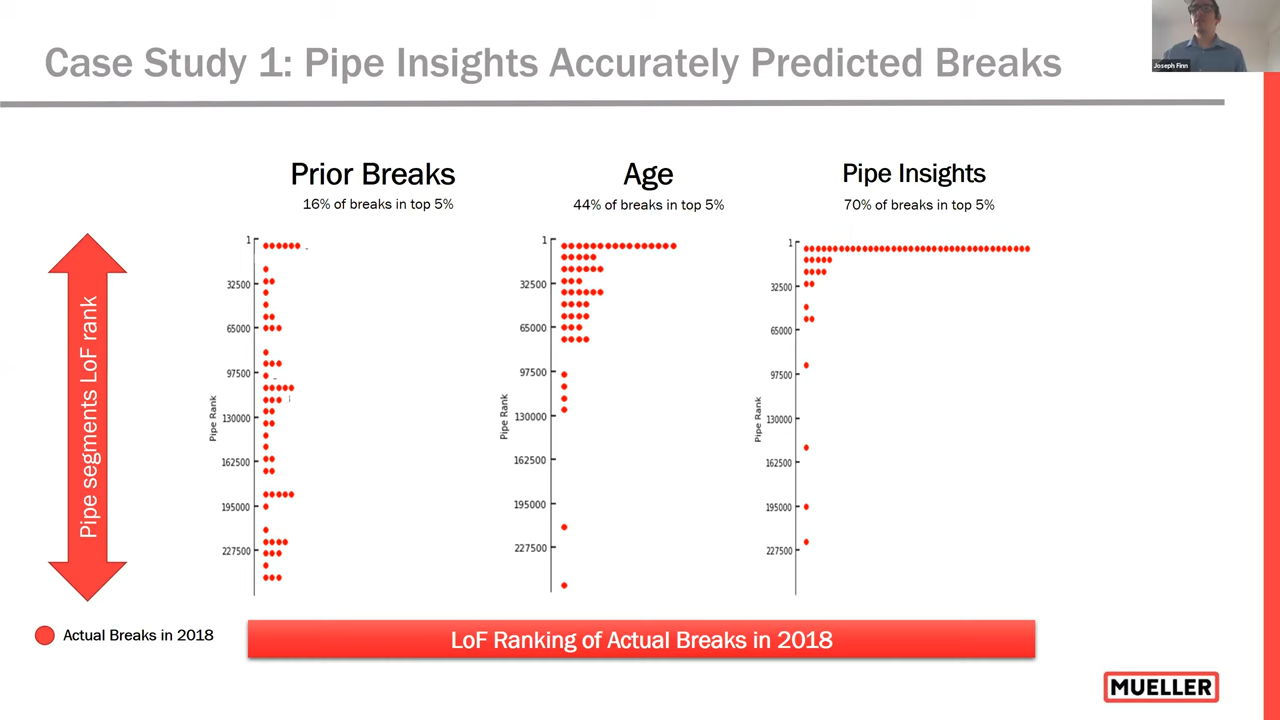 Case Study 1: Pipe Insights Accurately Predicted Breaks
Joseph Finn
Prior Breaks
16% of breaks in top 5%
Age
44% of breaks in top 5%
Pipe Insights
70% of breaks in top 5%
Pipe segments LoF rank
Pipe Rank
1
32500
65000
97500
130000
162500
195000
227500
Pipe Rank
1
32500
65000
97500
130000
162500
195000
227500
Pipe Rank
1
32500
65000
97500
130000
162500
195000
227500
Actual Breaks in 2018
LoF Ranking of Actual Breaks in 2018
MUELLER